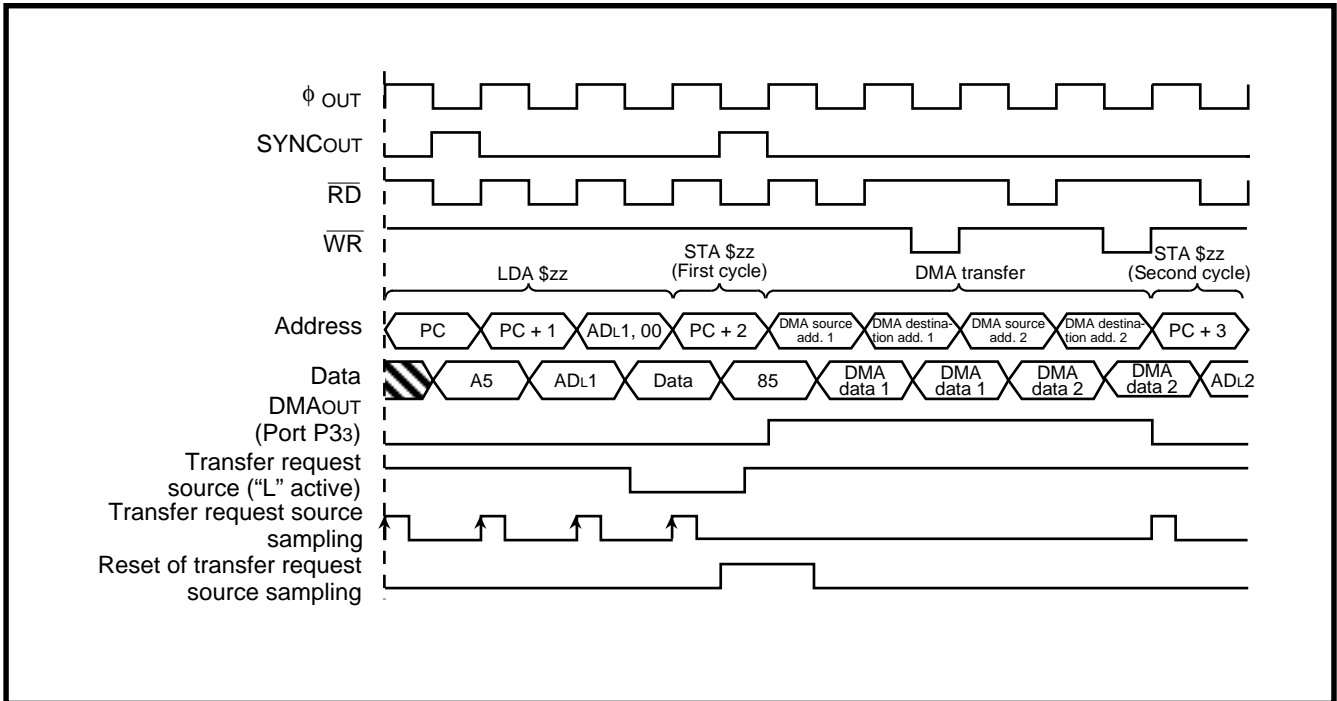 φ OUT
SYNCOUT
RD
WR
LDA $zz
STA $zz
(First cycle)
DMA transfer
STA $zz
(Second cycle)
Address
PC
PC + 1
ADL1, 00
PC + 2
DMA source
add. 1
DMA destina-
tion add. 1
DMA source
add. 2
DMA destina-
tion add. 2
PC + 3
Data
A5
ADL1
Data
85
DMA
data 1
DMA
data 1
DMA
data 2
DMA
data 2
ADL2
DMAOUT
(Port P33)
Transfer request
source (“L” active)
Transfer request source
sampling
Reset of transfer request
source sampling